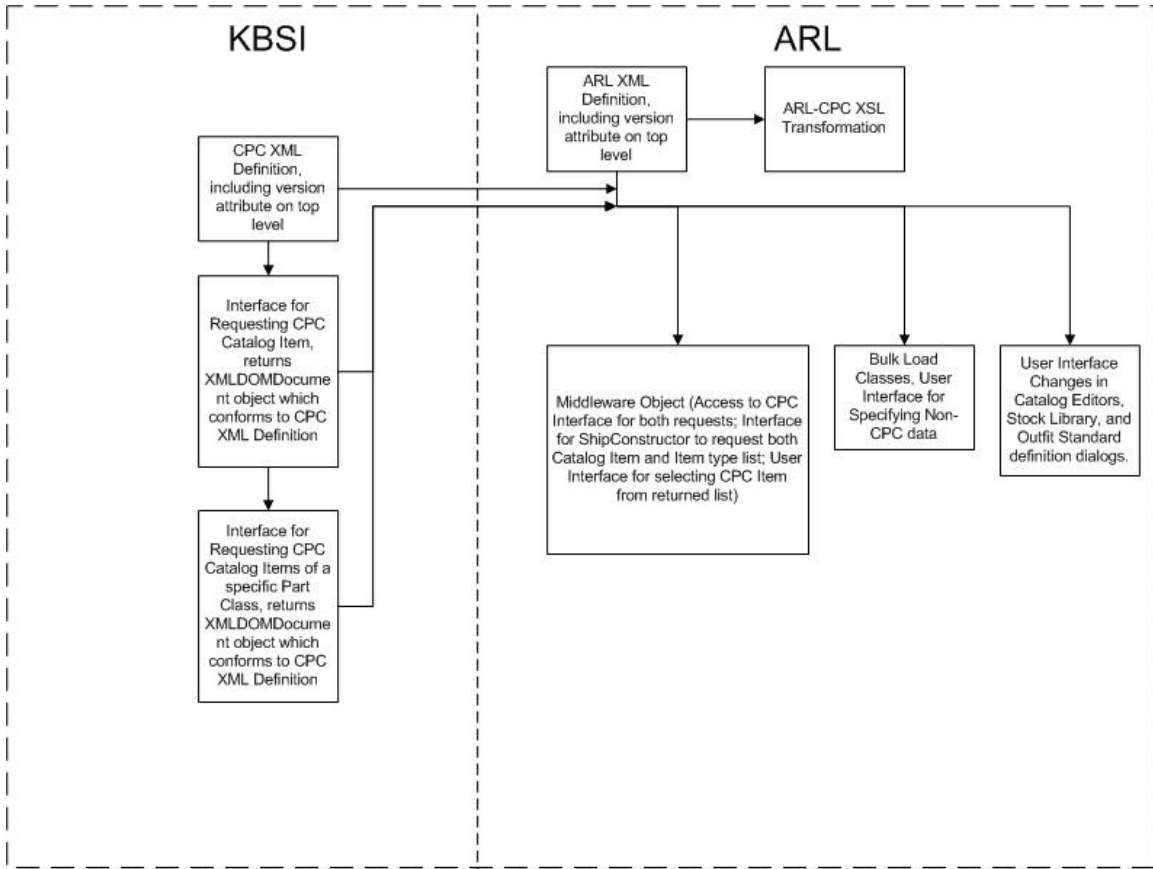 KBSI
CPC XML
Definition,
including version
attribute on top
level
Interface for
Requesting CPC
Catalog Item,
returns
XMLDOMDocume
nt object which
conforms to CPC
XML Definition
Interface for
Requesting CPC
Catalog Items of a
specific Part
Class, returns
XMLDOMDocume
nt object which
conforms to CPC
XML Definition
ARL
ARL XML
Definition,
including version
attribute on top
level
ARL-CPC XSL
Transformation
Middleware Object (Access to CPC
Interface for both requests; Interface
for ShipConstructor to request both
Catalog Item and Item type list; User
Interface for selecting CPC Item
from returned list)
Bulk Load
Classes, User
Interface for
Specifying Non-
CPC data
User Interface
Changes in
Catalog Editors,
Stock Library, and
Outfit Standard
definition dialogs.